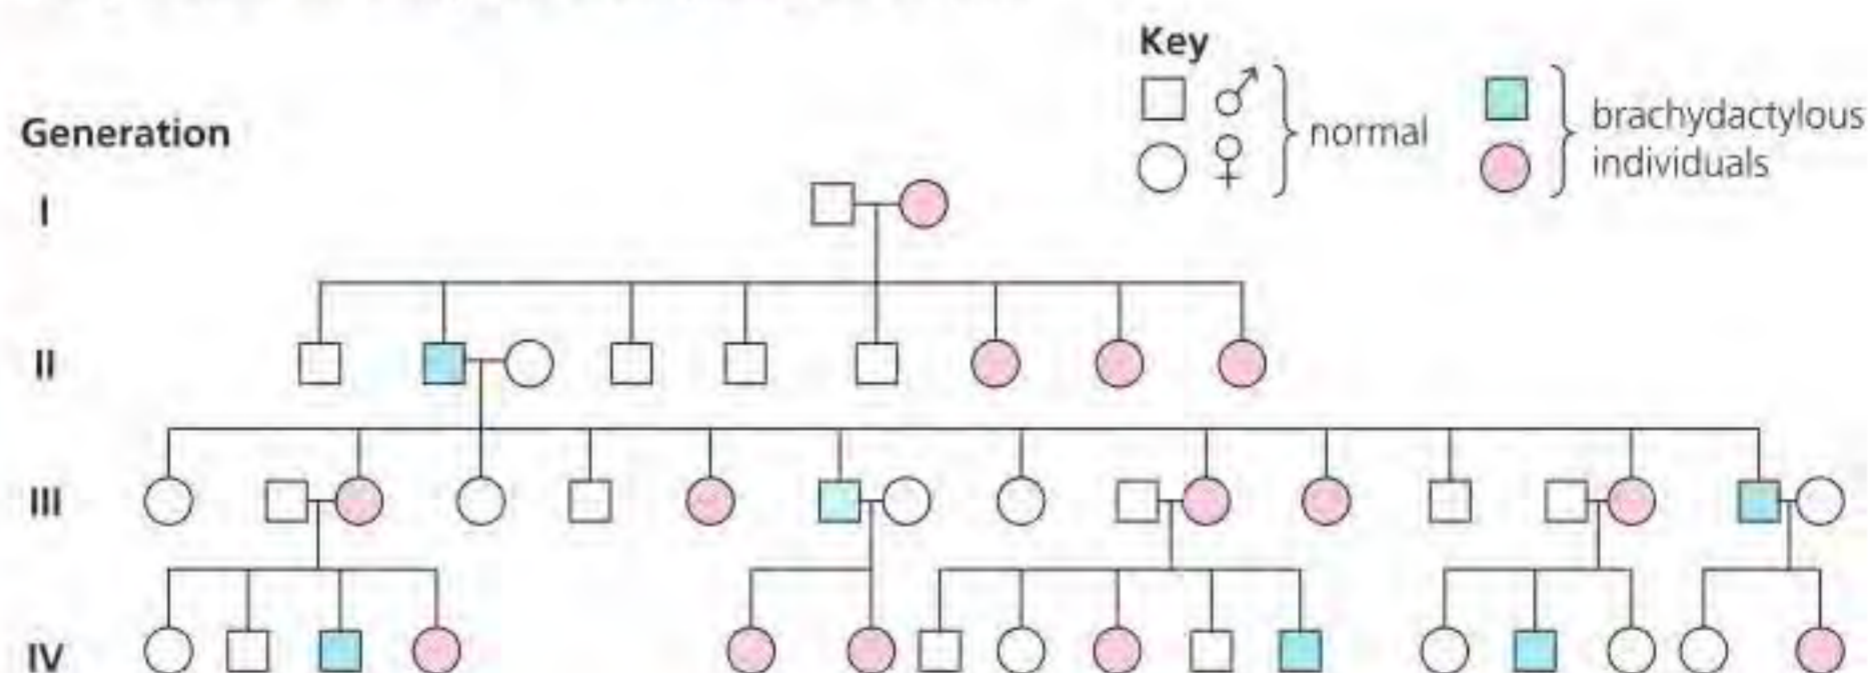 Key
normal
brachydactylous
individuals
Generation
I
II
III
IV